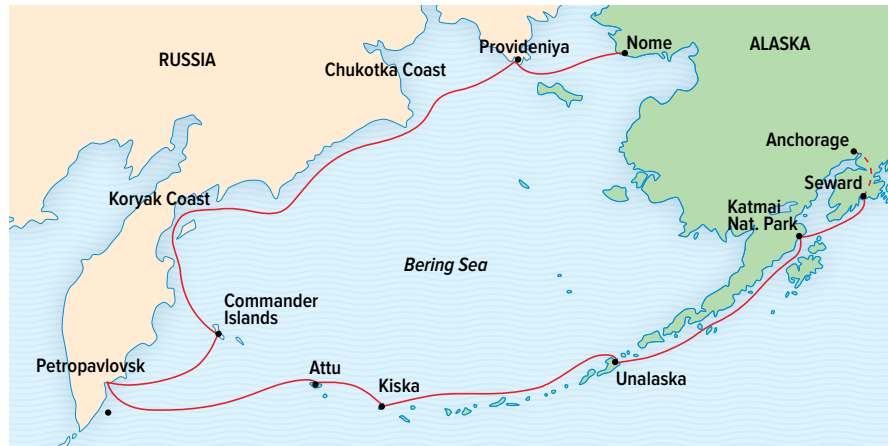 RUSSIA
Chukotka Coast
Provideniya
Nome
ALASKA
Anchorage
Seward
Koryak Coast
Katmai
Nat. Park
Bering Sea
Commander
Islands
Petropavlovsk
Attu
Kiska
Unalaska